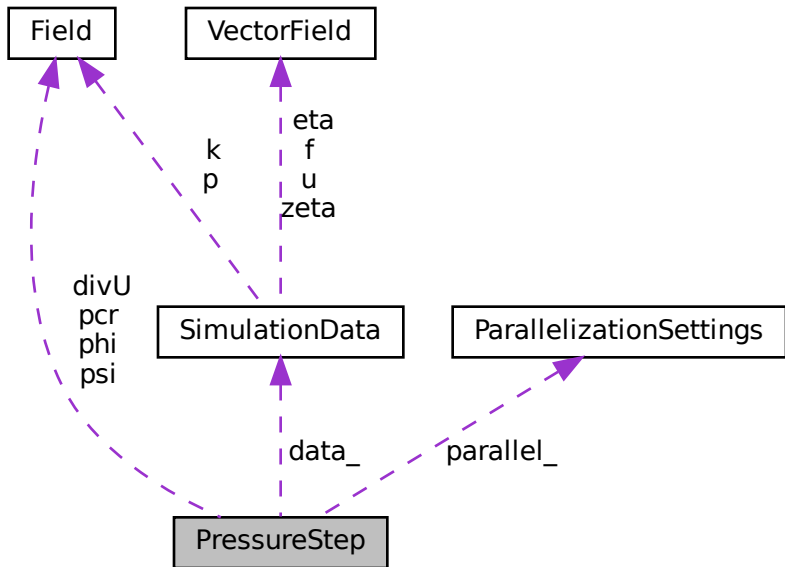 Field
VectorField
k
p
eta
f
u
zeta
divU
pcr
phi
psi
SimulationData
ParallelizationSettings
data_
parallel_
PressureStep